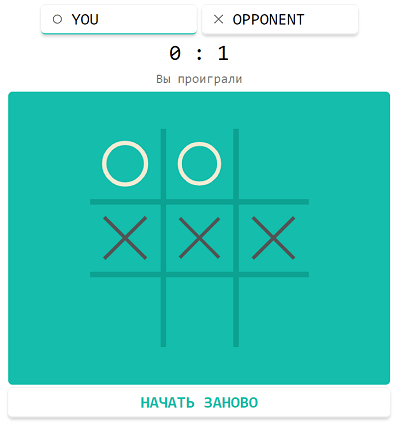 YOU
OPPONENT
0 : 1
Вы проиграли
НАЧАТЬ ЗАНОВО